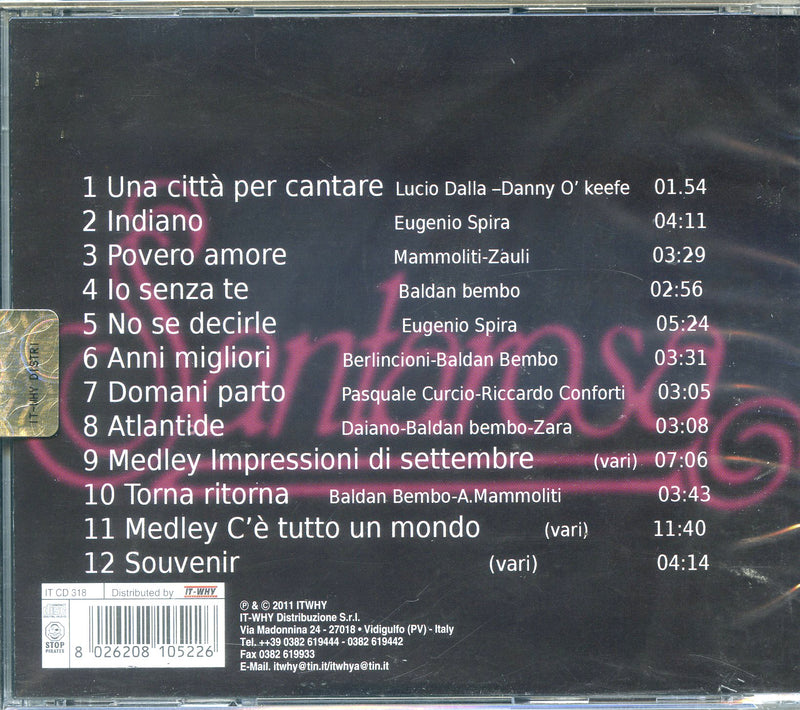 Santarosa
1 Una città per cantare Lucio Dalla –Danny O’ keefe 01.54
2 Indiano Eugenio Spira 04:11
3 Povero amore Mammoliti-Zauli 03:29
4 Io senza te Baldan bembo 02:56
5 No se decirle Eugenio Spira 05:24
6 Anni migliori Berlincioni-Baldan Bembo 03:31
7 Domani parto Pasquale Curcio-Riccardo Conforti 03:05
8 Atlantide Daiano-Baldan bembo-Zara 03:08
9 Medley Impressioni di settembre (vari) 07:06
10 Torna ritorna Baldan Bembo-A.Mammoliti 03:43
11 Medley C’è tutto un mondo (vari) 11:40
12 Souvenir (vari) 04:14
IT-WHY DISTRI
IT CD 318 Distributed by IT-WHY
STOP
PIRATES
8 026208 105226
℗ & © 2011 ITWHY
IT-WHY Distribuzione S.r.l.
Via Madonnina 24 - 27018 • Vidigulfo (PV) - Italy
Tel. ++39 0382 619444 - 0382 619442
Fax 0382 619933
E-Mail. itwhy@tin.it/itwhya@tin.it